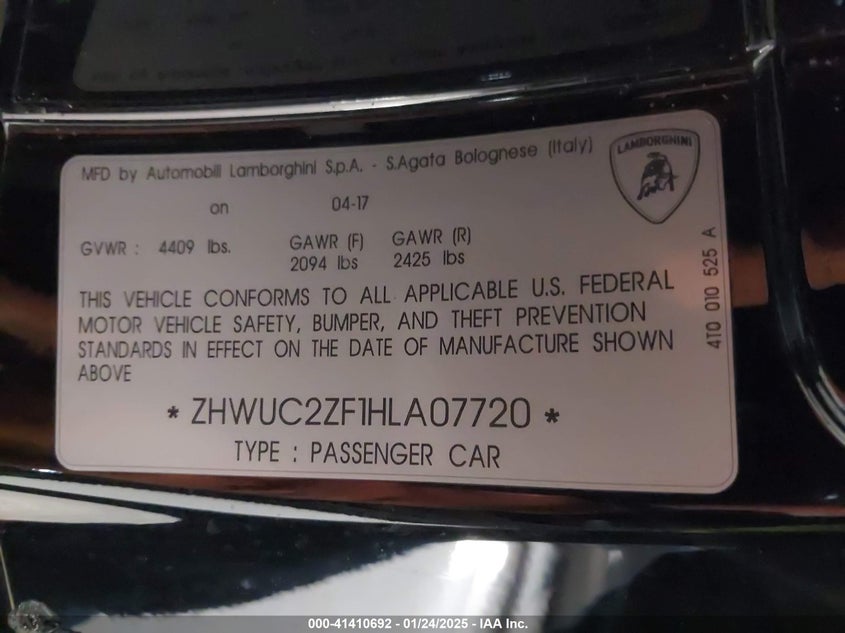 MFD by Automobili Lamborghini S.p.A. - S.Agata Bolognese (Italy)
LAMBORGHINI
on 04-17
GVWR : 4409 lbs. GAWR (F) GAWR (R)
2094 lbs 2425 lbs
THIS VEHICLE CONFORMS TO ALL APPLICABLE U.S. FEDERAL
MOTOR VEHICLE SAFETY, BUMPER, AND THEFT PREVENTION
STANDARDS IN EFFECT ON THE DATE OF MANUFACTURE SHOWN
ABOVE
* ZHWUC2ZF1HLA07720 *
TYPE : PASSENGER CAR
4T0 010 525 A
000-41410692 - 01/24/2025 - IAA Inc.